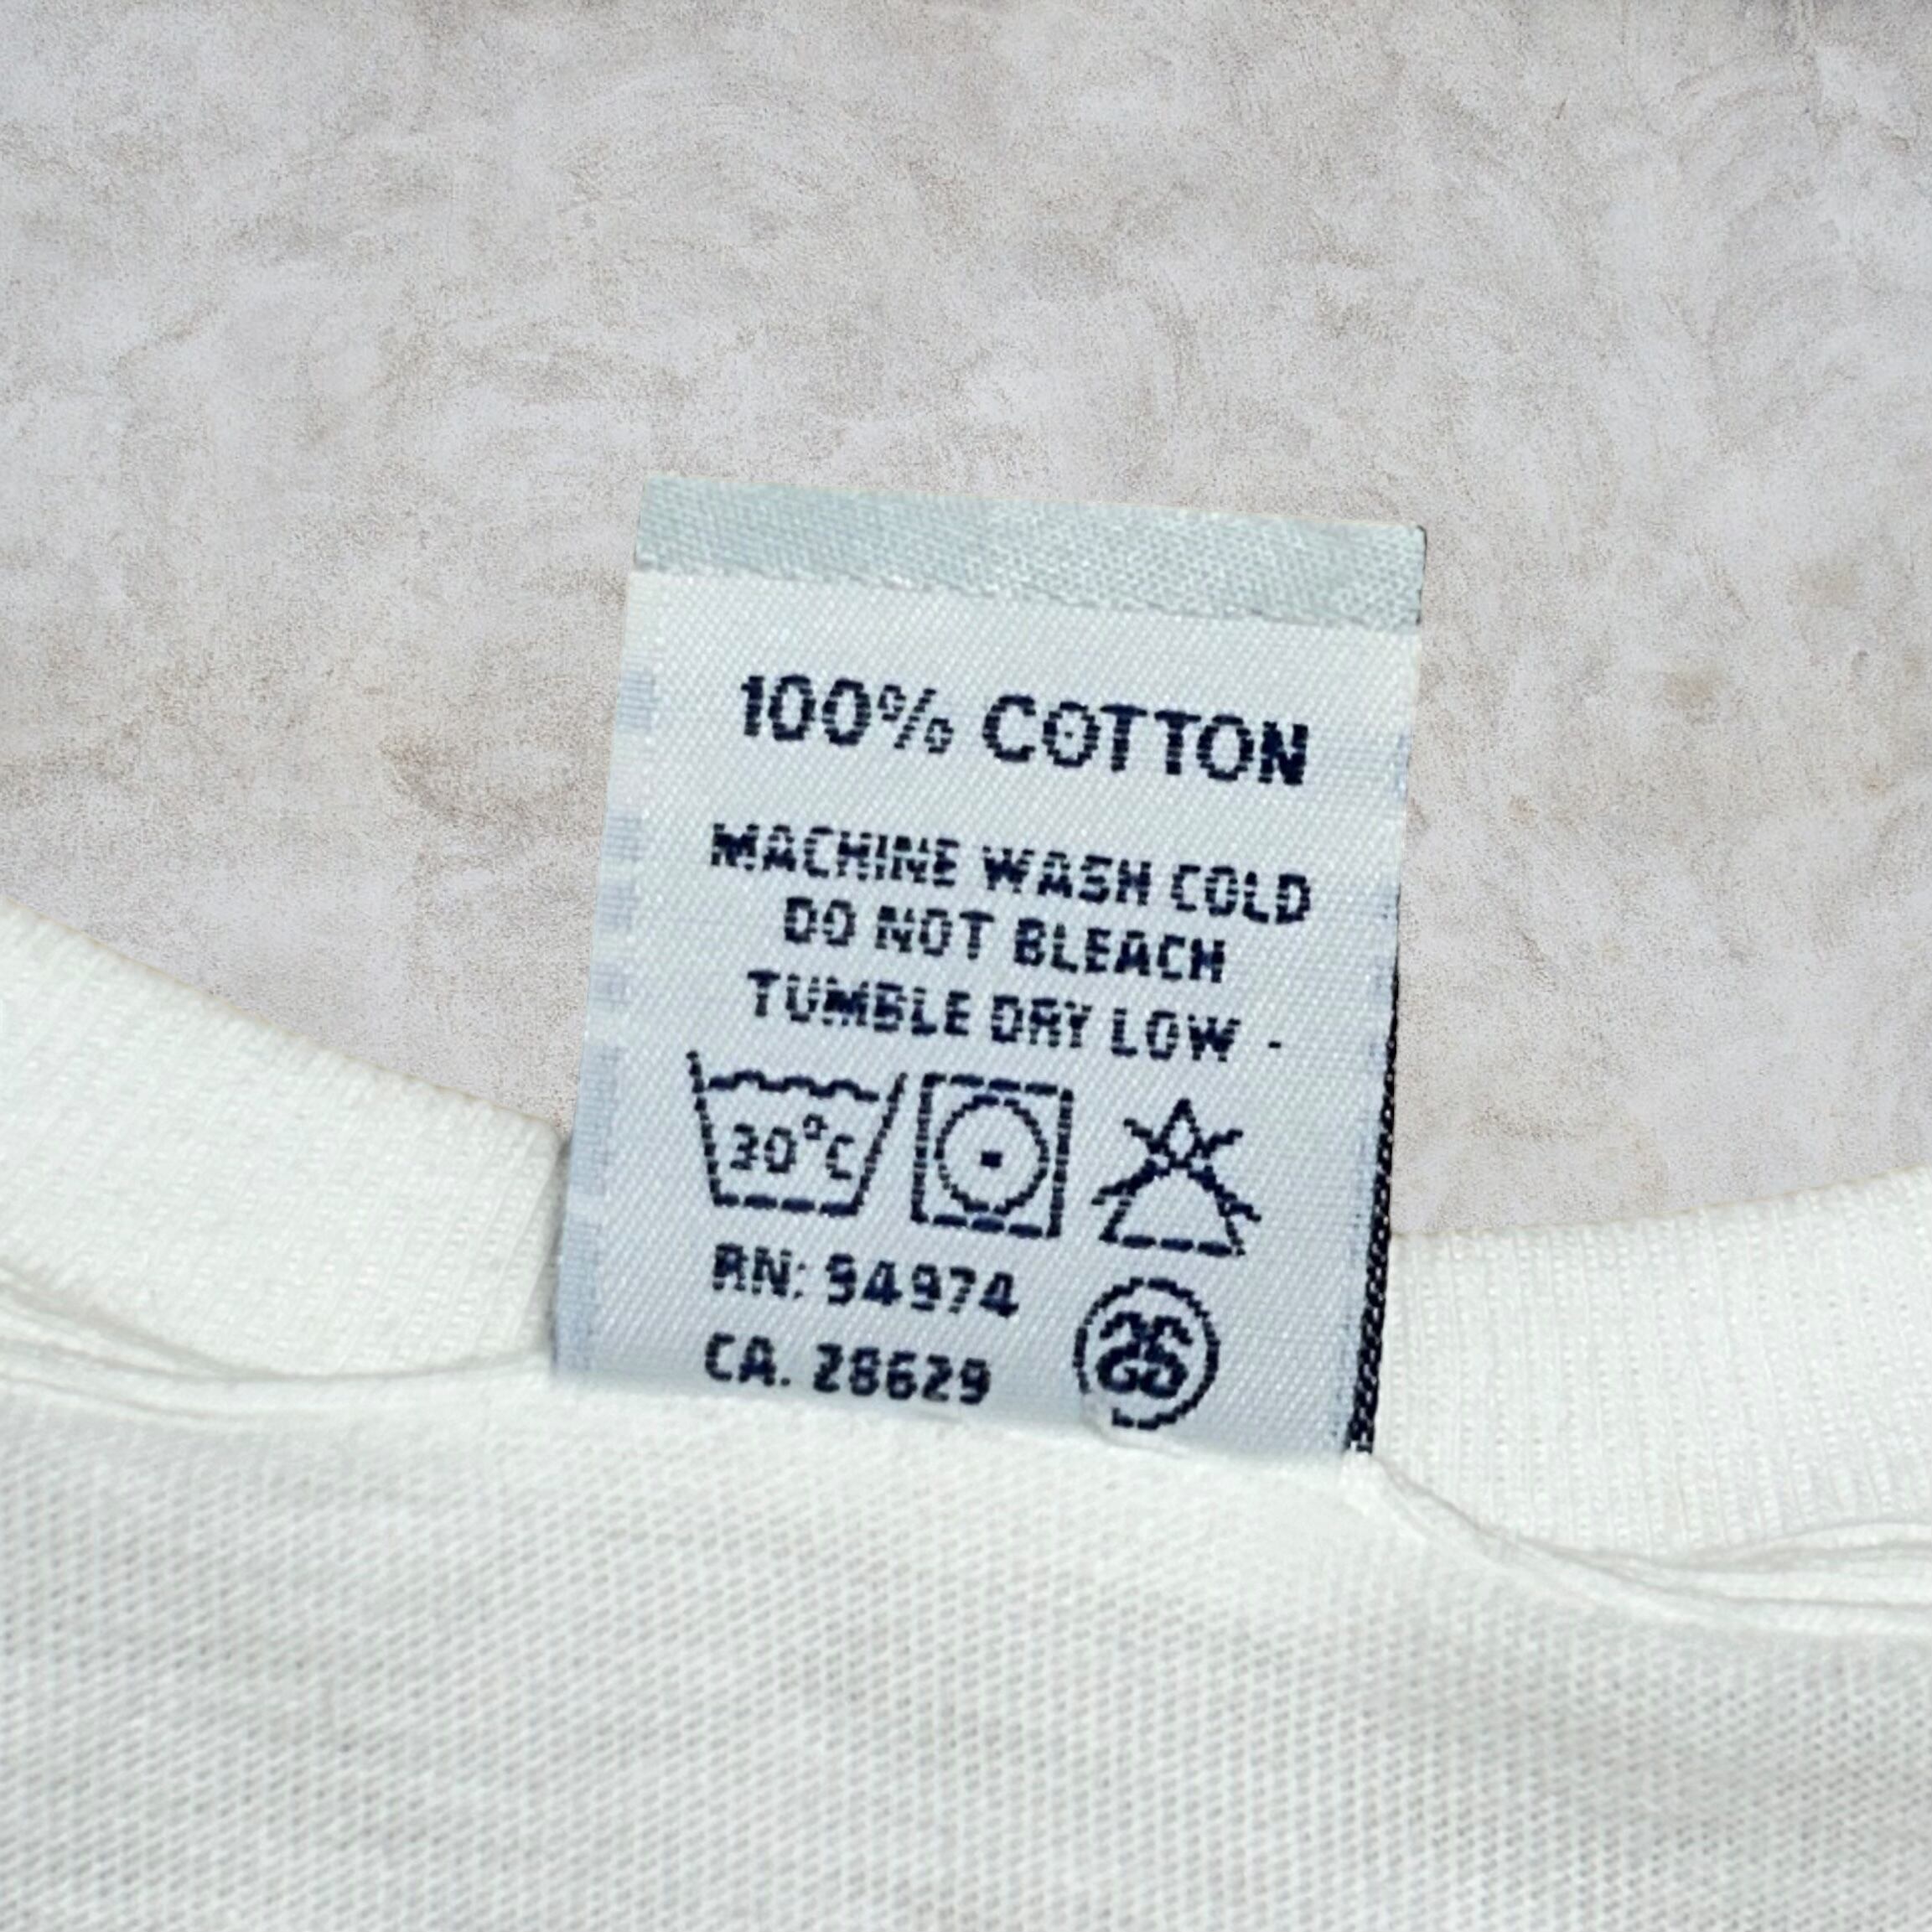 100% COTTON
MACHINE WASH COLD
DO NOT BLEACH
TUMBLE DRY LOW -
30°C
RN: 94974
CA. 28629